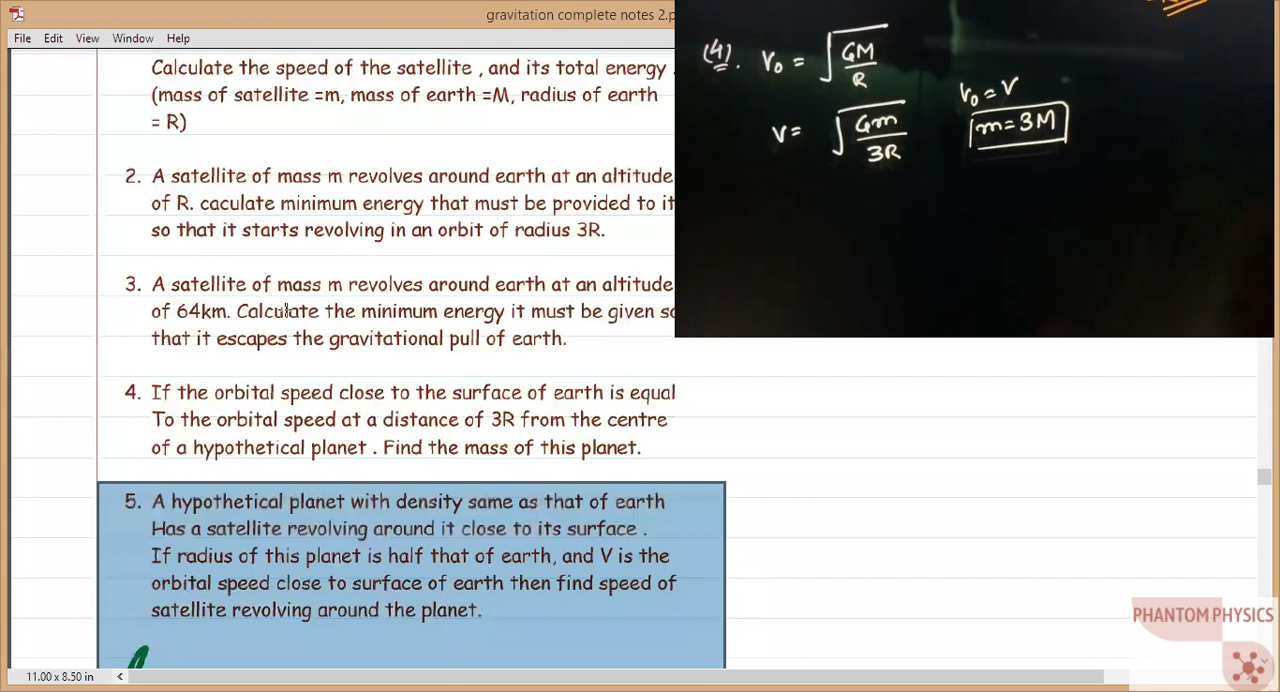 gravitation complete notes 2.p
File Edit View Window Help
Calculate the speed of the satellite , and its total energy .
(mass of satellite =m, mass of earth =M, radius of earth
= R)
2. A satellite of mass m revolves around earth at an altitude
of R. caculate minimum energy that must be provided to it
so that it starts revolving in an orbit of radius 3R.
3. A satellite of mass m revolves around earth at an altitude
of 64km. Calculate the minimum energy it must be given so
that it escapes the gravitational pull of earth.
4. If the orbital speed close to the surface of earth is equal
To the orbital speed at a distance of 3R from the centre
of a hypothetical planet . Find the mass of this planet.
5. A hypothetical planet with density same as that of earth
Has a satellite revolving around it close to its surface .
If radius of this planet is half that of earth, and V is the
orbital speed close to surface of earth then find speed of
satellite revolving around the planet.
(4). v₀ = √(GM/R)
v₀ = v
v = √(Gm/3R)
m = 3M
PHANTOM PHYSICS
11.00 x 8.50 in